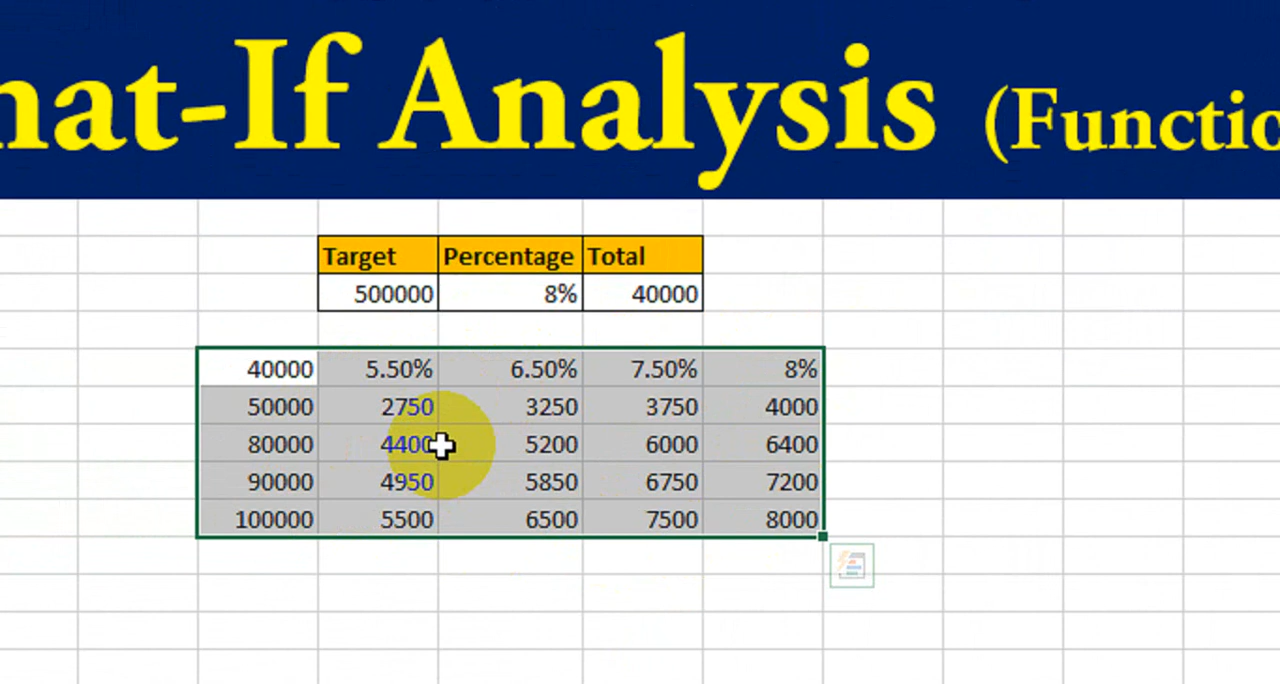 hat-If Analysis (Functio
Target Percentage Total
500000 8% 40000
40000 5.50% 6.50% 7.50% 8%
50000 2750 3250 3750 4000
80000 4400 5200 6000 6400
90000 4950 5850 6750 7200
100000 5500 6500 7500 8000